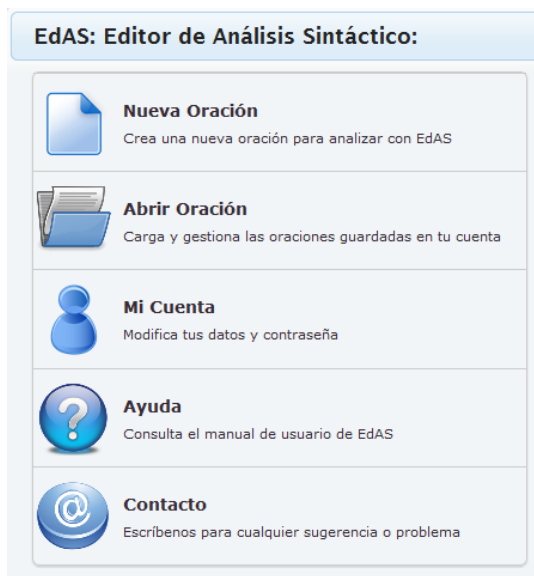 EdAS: Editor de Análisis Sintáctico:
Nueva Oración
Crea una nueva oración para analizar con EdAS
Abrir Oración
Carga y gestiona las oraciones guardadas en tu cuenta
Mi Cuenta
Modifica tus datos y contraseña
?
Ayuda
Consulta el manual de usuario de EdAS
@
Contacto
Escríbenos para cualquier sugerencia o problema